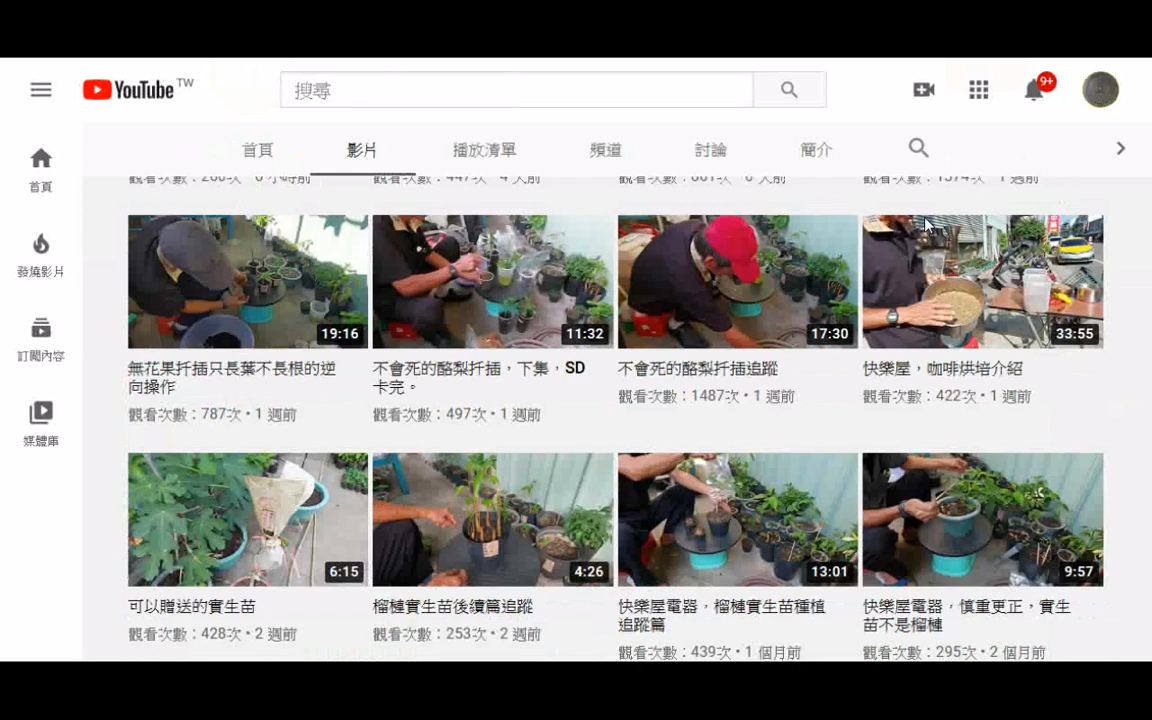 YouTube TW
搜尋
9+
首頁
影片
播放清單
頻道
討論
簡介
首頁
發燒影片
訂閱內容
媒體庫
19:16
11:32
17:30
33:55
無花果扦插只長葉不長根的逆
向操作
觀看次數：787次 • 1 週前
不會死的酪梨扦插，下集，SD
卡完。
觀看次數：497次 • 1 週前
不會死的酪梨扦插追蹤
觀看次數：1487次 • 1 週前
快樂屋，咖啡烘培介紹
觀看次數：422次 • 1 週前
6:15
4:26
13:01
9:57
可以贈送的實生苗
觀看次數：428次 • 2 週前
榴槤實生苗後續篇追蹤
觀看次數：253次 • 2 週前
快樂屋電器，榴槤實生苗種植
追蹤篇
觀看次數：439次 • 1 個月前
快樂屋電器，慎重更正，實生
苗不是榴槤
觀看次數：295次 • 2 個月前